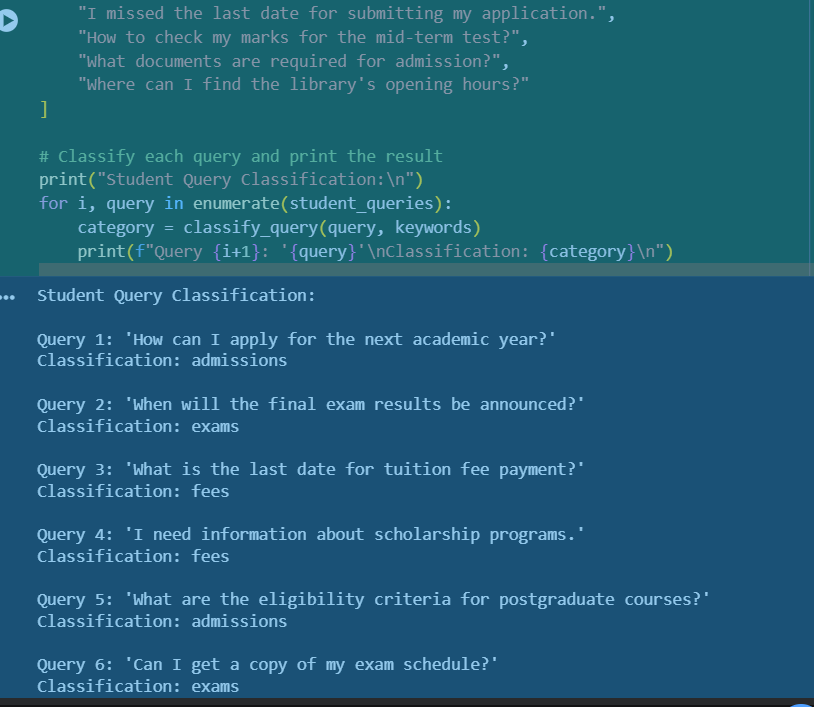 "I missed the last date for submitting my application.",
"How to check my marks for the mid-term test?",
"What documents are required for admission?",
"Where can I find the library's opening hours?"
]
# Classify each query and print the result
print("Student Query Classification:\n")
for i, query in enumerate(student_queries):
    category = classify_query(query, keywords)
    print(f"Query {i+1}: '{query}'\nClassification: {category}\n")
Student Query Classification:
Query 1: 'How can I apply for the next academic year?'
Classification: admissions
Query 2: 'When will the final exam results be announced?'
Classification: exams
Query 3: 'What is the last date for tuition fee payment?'
Classification: fees
Query 4: 'I need information about scholarship programs.'
Classification: fees
Query 5: 'What are the eligibility criteria for postgraduate courses?'
Classification: admissions
Query 6: 'Can I get a copy of my exam schedule?'
Classification: exams